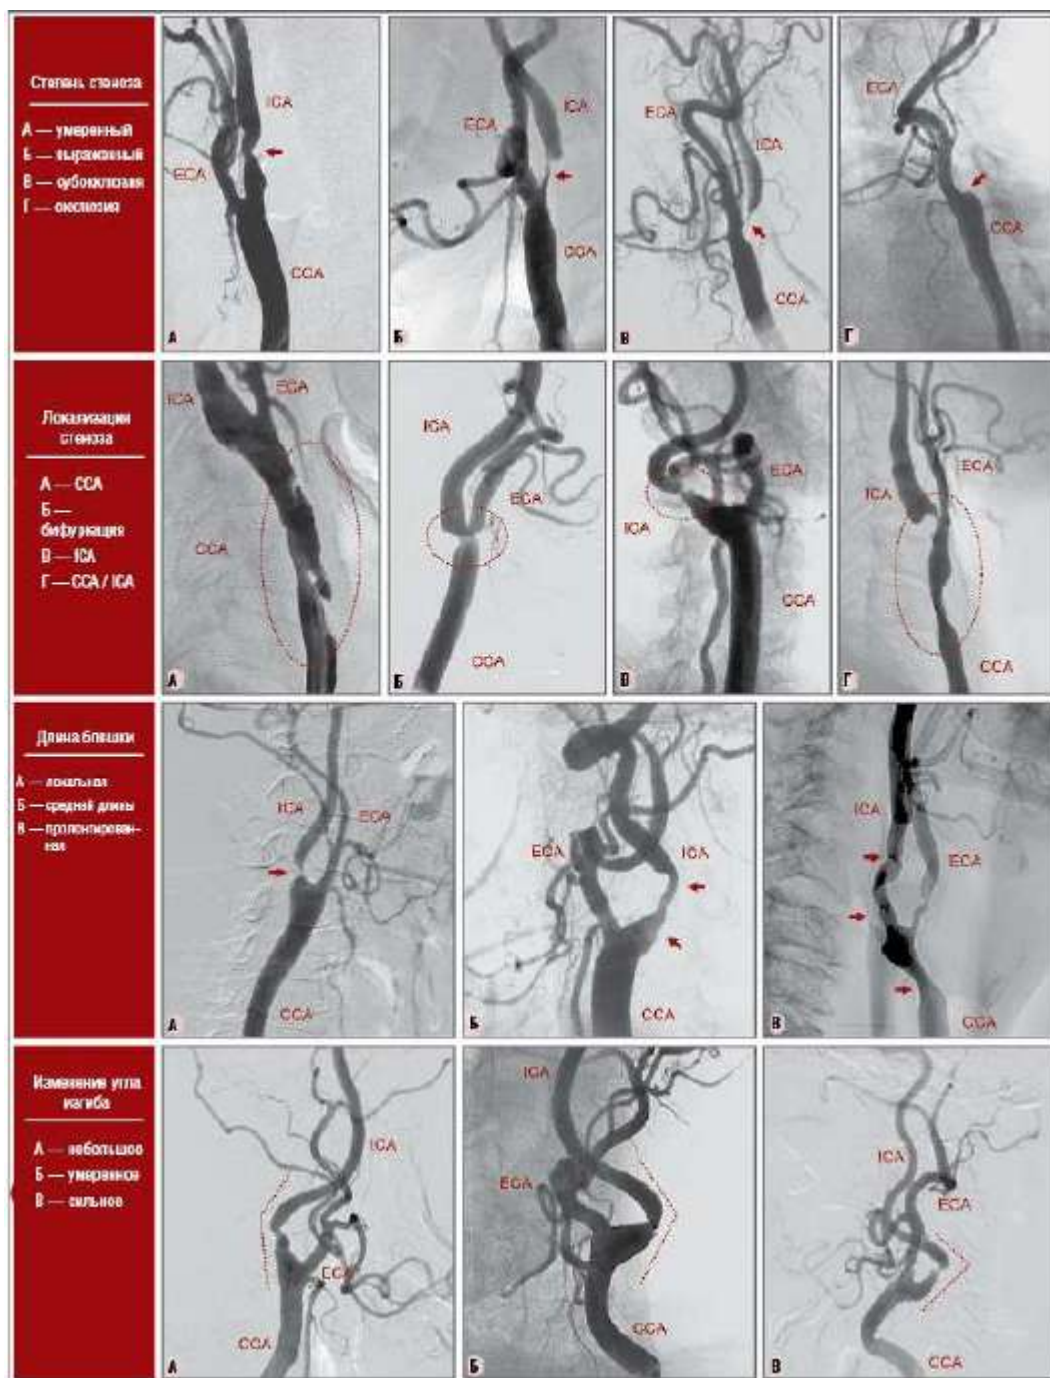 Степень стеноза
А — умеренный
Б — выраженный
В — субокклюзия
Г — окклюзия
ICA
ECA
CCA
А
ECA
ICA
CCA
Б
ECA
ICA
CCA
В
ECA
CCA
Г
Локализация
стеноза
А — CCA
Б —
бифуркация
В — ICA
Г — CCA / ICA
ICA
ECA
CCA
А
ICA
ECA
CCA
Б
ECA
ICA
CCA
В
ECA
ICA
CCA
Г
Длина бляшки
А — локальная
Б — средней длины
В — пролонгирован-
ная
ICA
ECA
CCA
А
ECA
ICA
CCA
Б
ICA
ECA
CCA
В
Изменение угла
изгиба
А — небольшое
Б — умеренное
В — сильное
ICA
ECA
CCA
А
ICA
ECA
CCA
Б
ICA
ECA
CCA
В